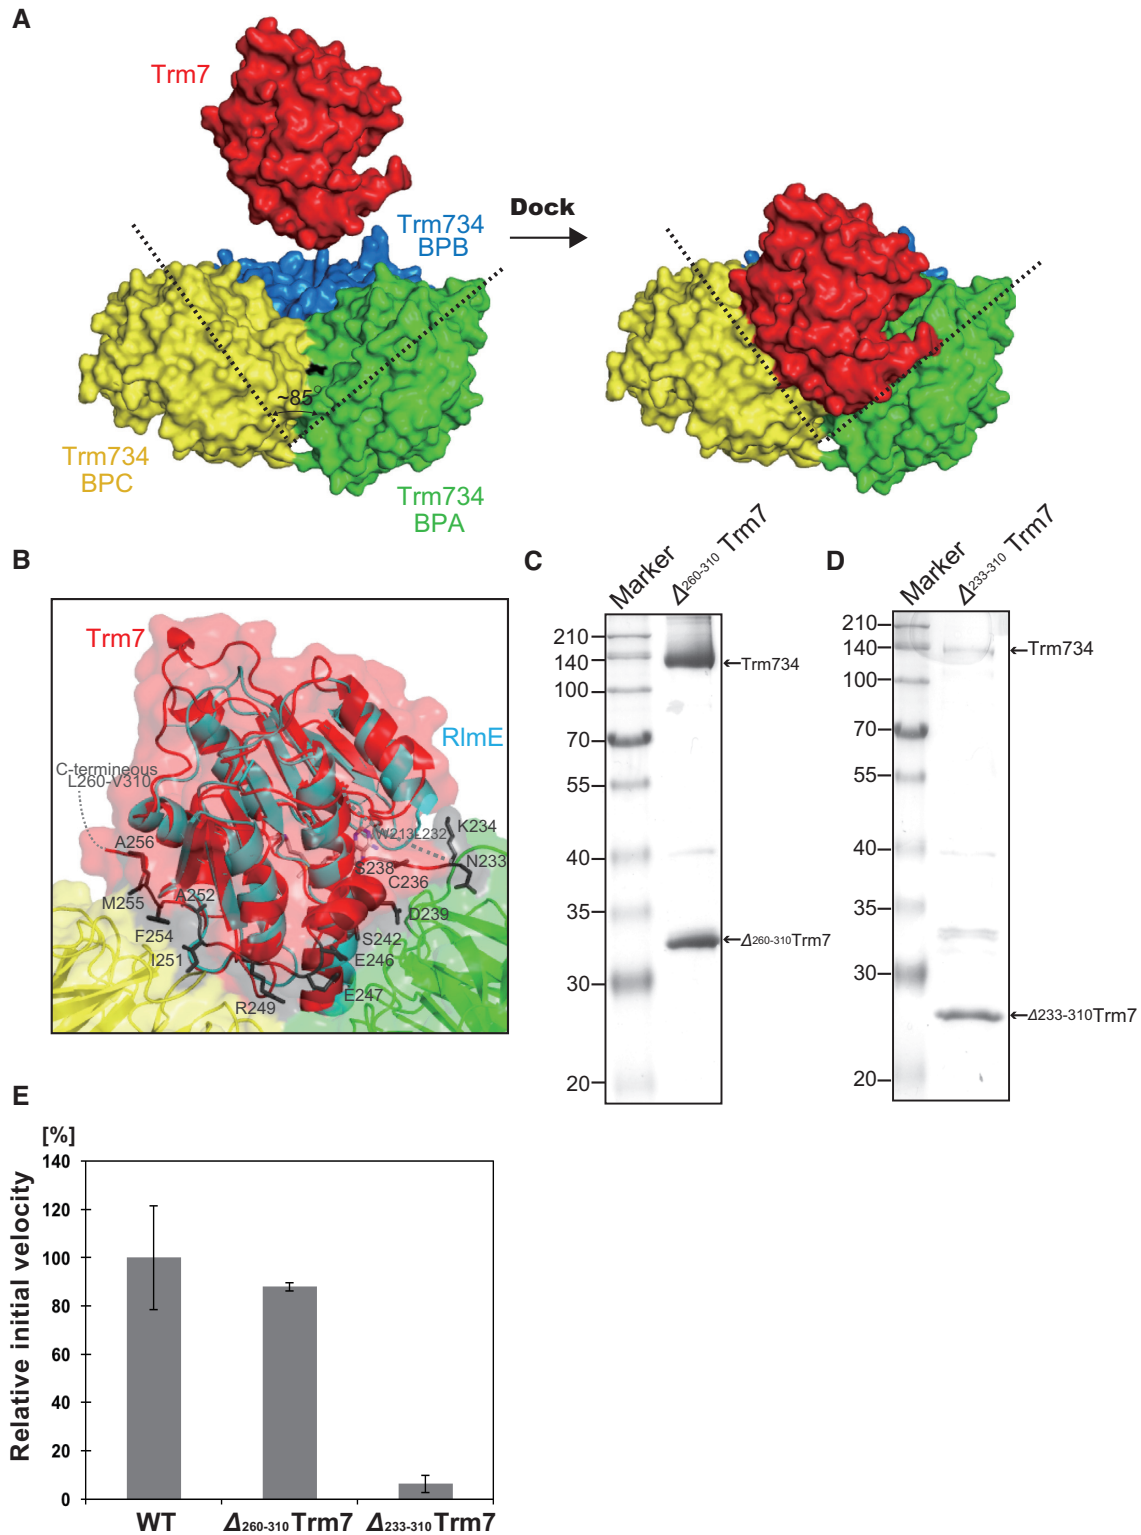 A
Trm7
Trm734
BPB
Dock
~85°
Trm734
BPC
Trm734
BPA
B
Trm7
RlmE
C-termineous
L260-V310
W213
L232
K234
N233
S238
C236
A256
M255
A252
D239
F254
S242
I251
E246
E247
R249
C
Marker
Δ260-310 Trm7
210
140
100
70
55
40
35
30
20
←Trm734
←Δ260-310Trm7
D
Marker
Δ233-310 Trm7
210
140
100
70
55
40
35
30
20
←Trm734
←Δ233-310Trm7
E
[%]
Relative initial velocity
140
120
100
80
60
40
20
0
WT
Δ260-310 Trm7
Δ233-310 Trm7